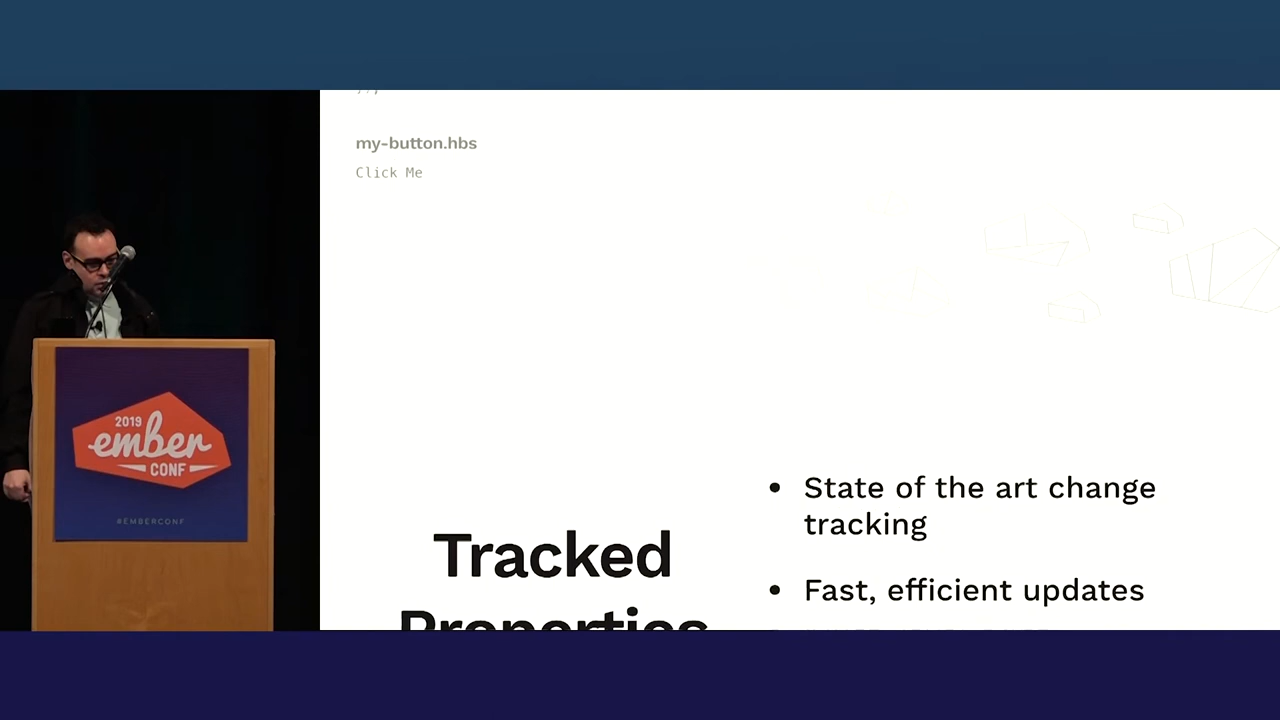 my-button.hbs
Click Me
2019
ember
CONF
#EMBERCONF
Tracked
Properties
• State of the art change
tracking
• Fast, efficient updates